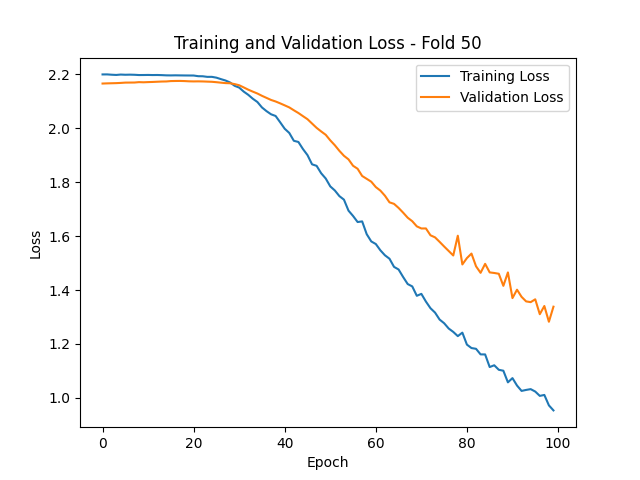 Training and Validation Loss - Fold 50
Training Loss
Validation Loss
Loss
2.2
2.0
1.8
1.6
1.4
1.2
1.0
0 20 40 60 80 100
Epoch